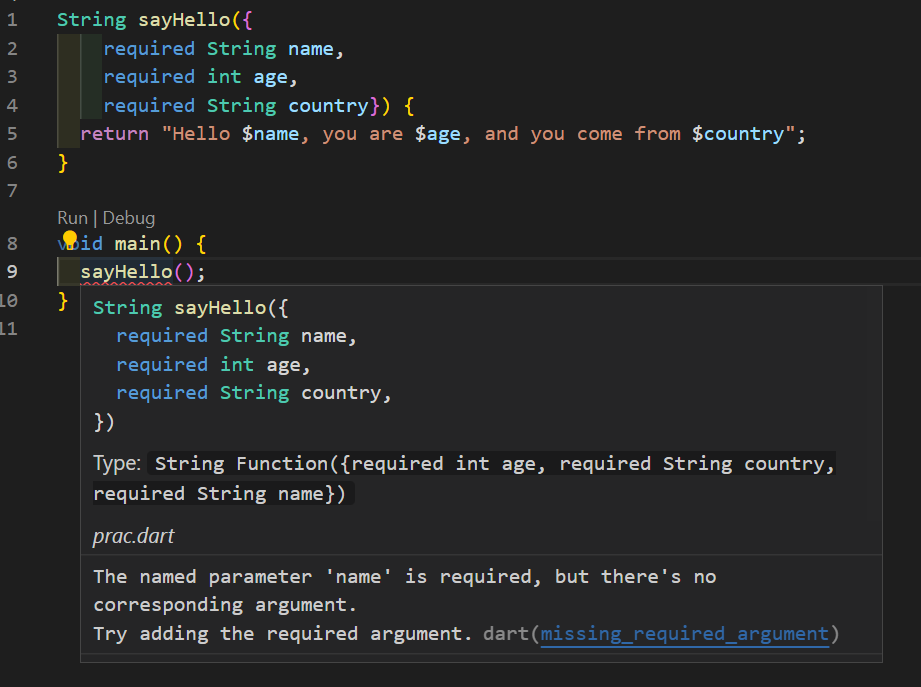 1 String sayHello({
2 required String name,
3 required int age,
4 required String country}) {
5 return "Hello $name, you are $age, and you come from $country";
6 }
7
Run | Debug
8 void main() {
9 sayHello();
10 }
11
String sayHello({
required String name,
required int age,
required String country,
})
Type: String Function({required int age, required String country,
required String name})
prac.dart
The named parameter 'name' is required, but there's no
corresponding argument.
Try adding the required argument. dart(missing_required_argument)